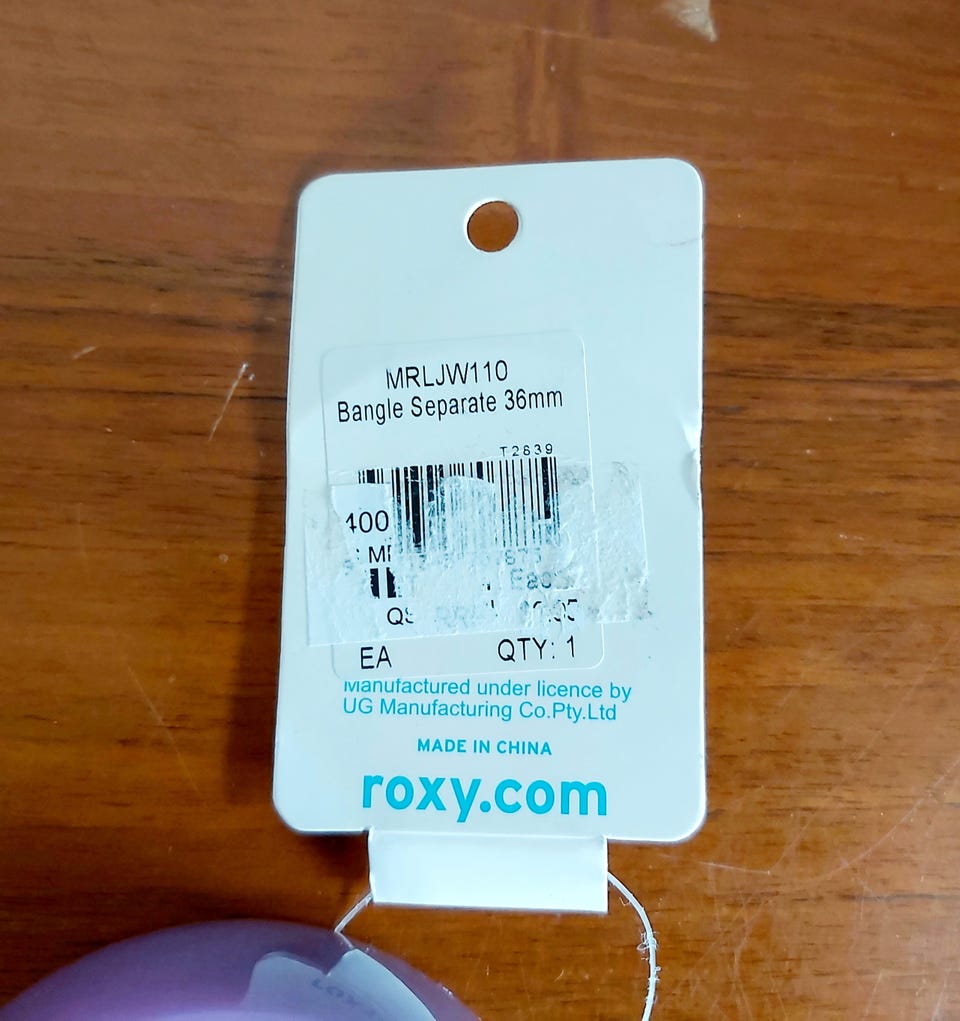 MRLJW110
Bangle Separate 36mm
T2639
400
EA
QTY: 1
Manufactured under licence by
UG Manufacturing Co.Pty.Ltd
MADE IN CHINA
roxy.com